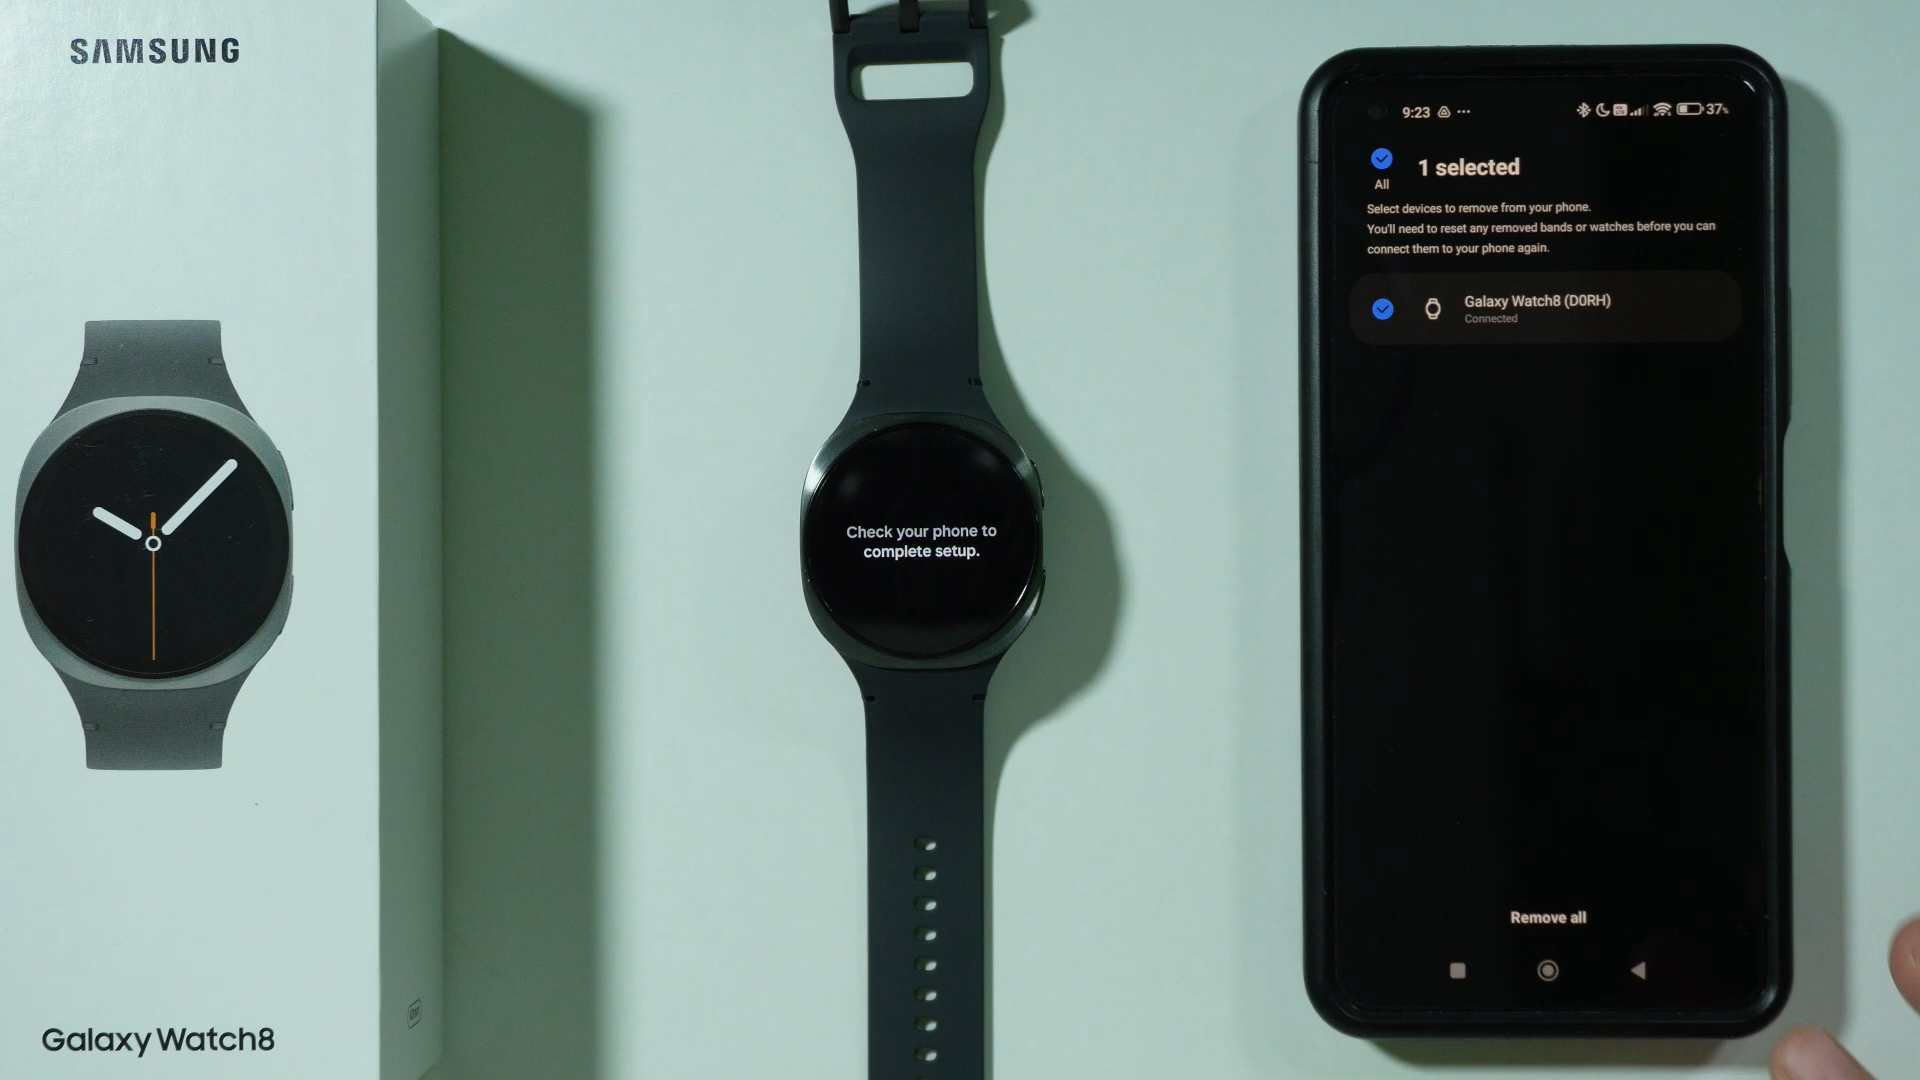 SAMSUNG
Galaxy Watch8
Check your phone to
complete setup.
9:23
37%
All
1 selected
Select devices to remove from your phone.
You'll need to reset any removed bands or watches before you can
connect them to your phone again.
Galaxy Watch8 (D0RH)
Connected
Remove all